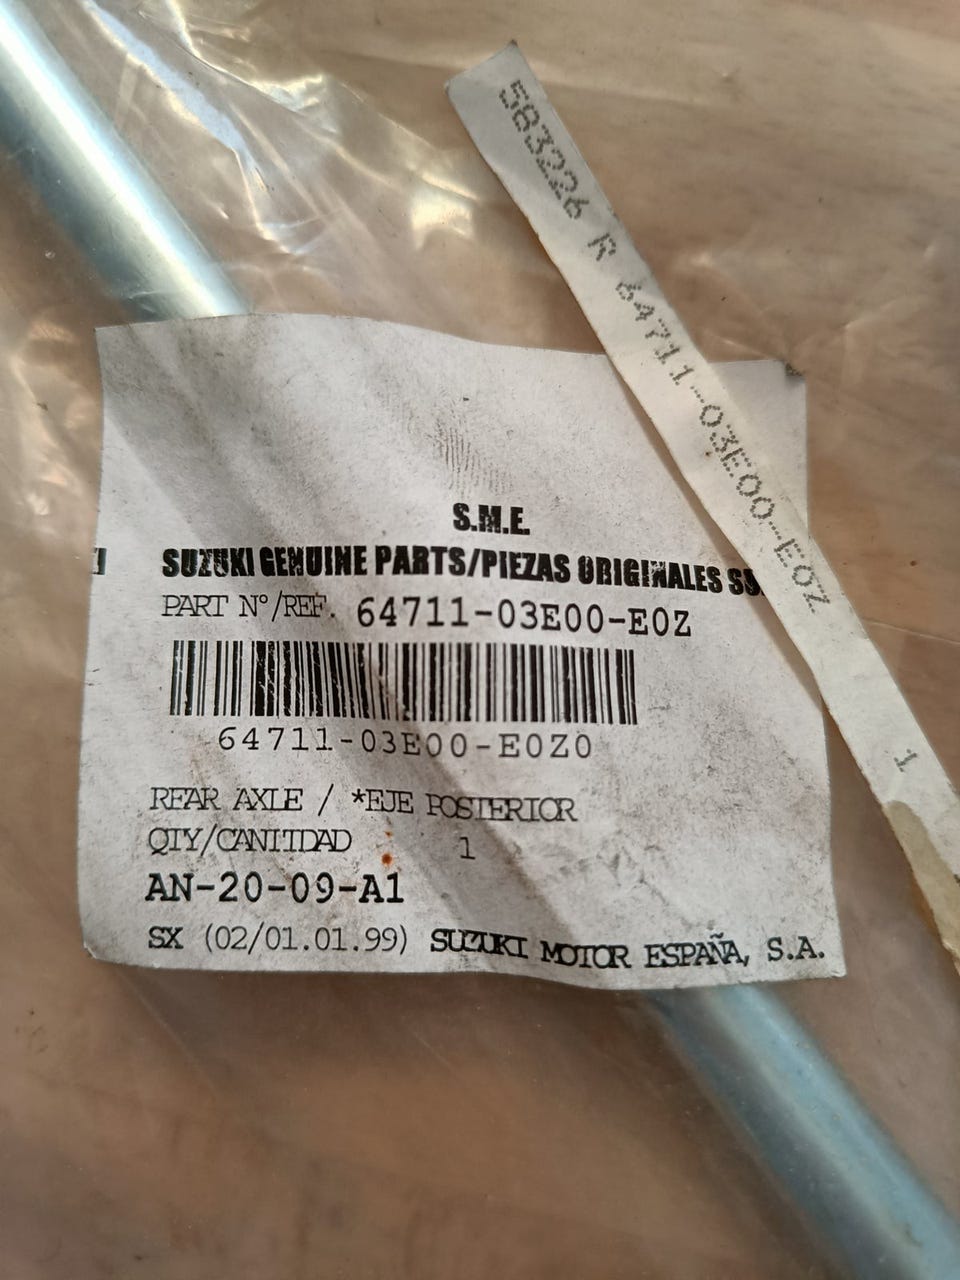 583226 R 64711-03E00-E0Z 1
S.M.E.
SUZUKI GENUINE PARTS/PIEZAS ORIGINALES
PART Nº/REF. 64711-03E00-E0Z
64711-03E00-E0Z0
REAR AXLE / *EJE POSTERIOR
QTY/CANTIDAD 1
AN-20-09-A1
SX (02/01.01.99) SUZUKI MOTOR ESPAÑA, S.A.